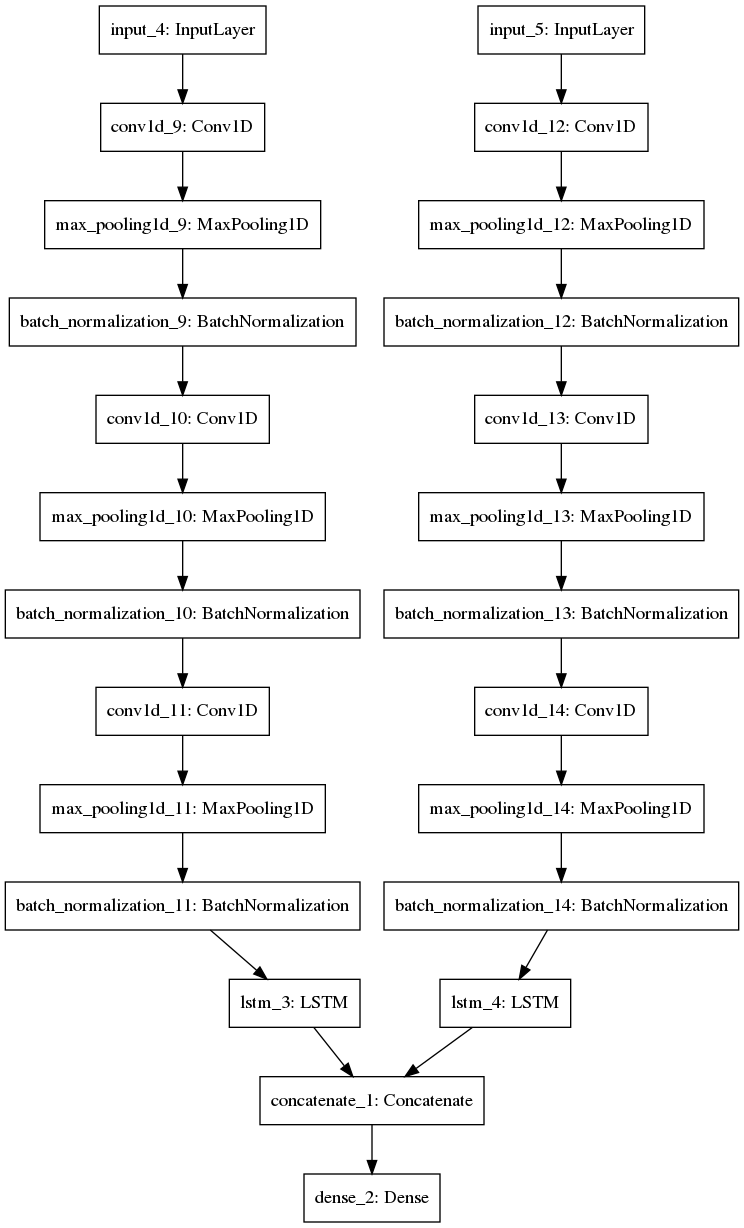 input_4: InputLayer
input_5: InputLayer
conv1d_9: Conv1D
conv1d_12: Conv1D
max_pooling1d_9: MaxPooling1D
max_pooling1d_12: MaxPooling1D
batch_normalization_9: BatchNormalization
batch_normalization_12: BatchNormalization
conv1d_10: Conv1D
conv1d_13: Conv1D
max_pooling1d_10: MaxPooling1D
max_pooling1d_13: MaxPooling1D
batch_normalization_10: BatchNormalization
batch_normalization_13: BatchNormalization
conv1d_11: Conv1D
conv1d_14: Conv1D
max_pooling1d_11: MaxPooling1D
max_pooling1d_14: MaxPooling1D
batch_normalization_11: BatchNormalization
batch_normalization_14: BatchNormalization
lstm_3: LSTM
lstm_4: LSTM
concatenate_1: Concatenate
dense_2: Dense